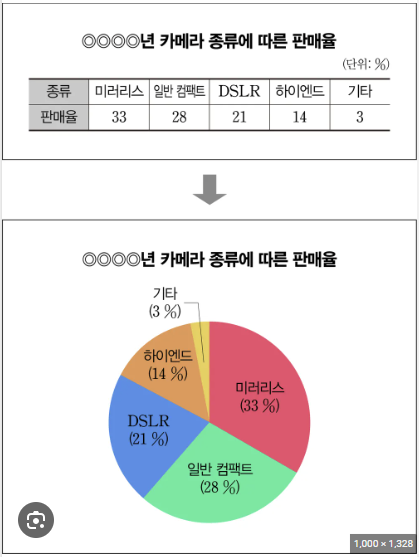 ◎◎◎◎년 카메라 종류에 따른 판매율
(단위: %)
종류 미러리스 일반 컴팩트 DSLR 하이엔드 기타
판매율 33 28 21 14 3
◎◎◎◎년 카메라 종류에 따른 판매율
기타
(3 %)
하이엔드
(14 %)
미러리스
(33 %)
DSLR
(21 %)
일반 컴팩트
(28 %)
1,000 × 1,328